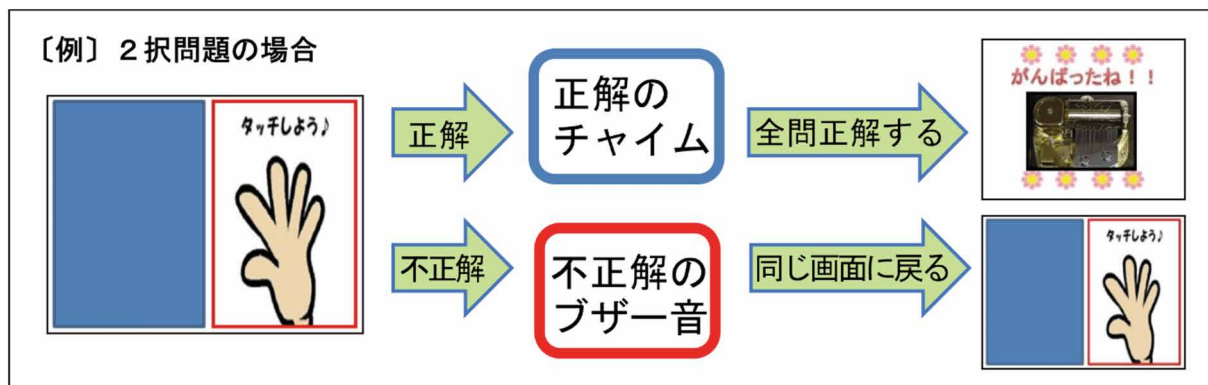 〔例〕２択問題の場合
タッチしよう♪
正解
正解の
チャイム
全問正解する
がんばったね！！
不正解
不正解の
ブザー音
同じ画面に戻る
タッチしよう♪